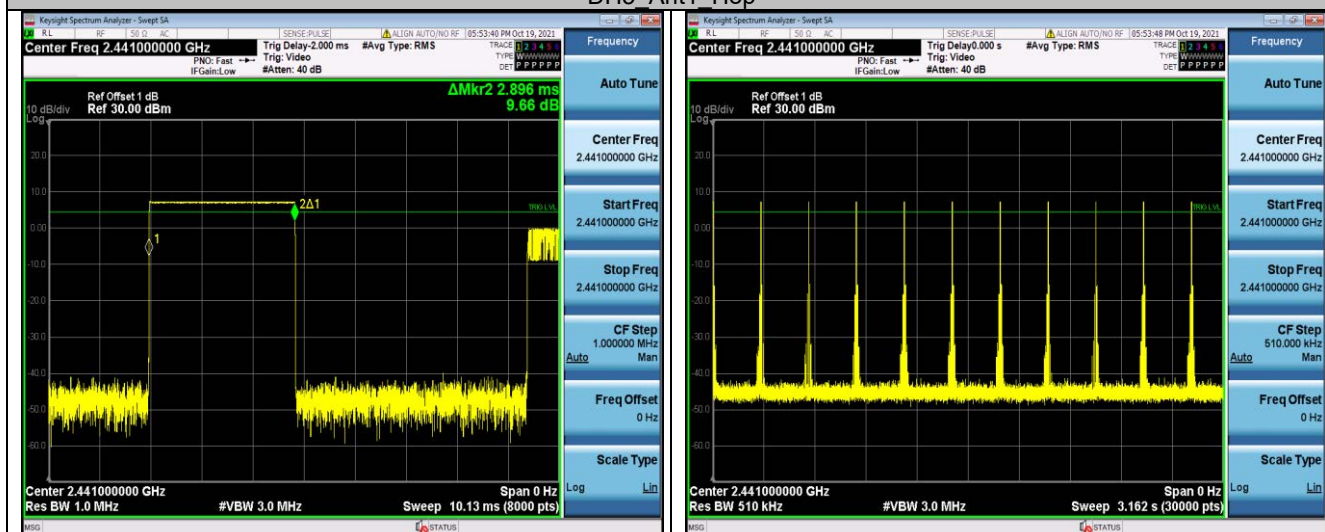 Keysight Spectrum Analyzer - Swept SA
RL RF 50 Ω AC SENSE:PULSE ALIGN AUTO/NO RF 05:53:40 PM Oct 19, 2021
Center Freq 2.441000000 GHz
PNO: Fast
IFGain:Low
Trig Delay-2.000 ms
Trig: Video
#Atten: 40 dB
#Avg Type: RMS
TRACE 1 2 3 4 5 6
TYPE WWWWWW
DET P P P P P P
Ref Offset 1 dB
10 dB/div Ref 30.00 dBm
Log
ΔMkr2 2.896 ms
9.66 dB
20.0
10.0
0.00
-10.0
-20.0
-30.0
-40.0
-50.0
-60.0
1
2Δ1
TRIG LVL
Center 2.441000000 GHz Span 0 Hz
Res BW 1.0 MHz #VBW 3.0 MHz Sweep 10.13 ms (8000 pts)
MSG STATUS
Frequency
Auto Tune
Center Freq
2.441000000 GHz
Start Freq
2.441000000 GHz
Stop Freq
2.441000000 GHz
CF Step
1.000000 MHz
Auto Man
Freq Offset
0 Hz
Scale Type
Log Lin
Keysight Spectrum Analyzer - Swept SA
RL RF 50 Ω AC SENSE:PULSE ALIGN AUTO/NO RF 05:53:48 PM Oct 19, 2021
Center Freq 2.441000000 GHz
PNO: Fast
IFGain:Low
Trig Delay0.000 s
Trig: Video
#Atten: 40 dB
#Avg Type: RMS
TRACE 1 2 3 4 5 6
TYPE WWWWWW
DET P P P P P P
Ref Offset 1 dB
10 dB/div Ref 30.00 dBm
Log
20.0
10.0
0.00
-10.0
-20.0
-30.0
-40.0
-50.0
-60.0
TRIG LVL
Center 2.441000000 GHz Span 0 Hz
Res BW 510 kHz #VBW 3.0 MHz Sweep 3.162 s (30000 pts)
MSG STATUS
Frequency
Auto Tune
Center Freq
2.441000000 GHz
Start Freq
2.441000000 GHz
Stop Freq
2.441000000 GHz
CF Step
510.000 kHz
Auto Man
Freq Offset
0 Hz
Scale Type
Log Lin